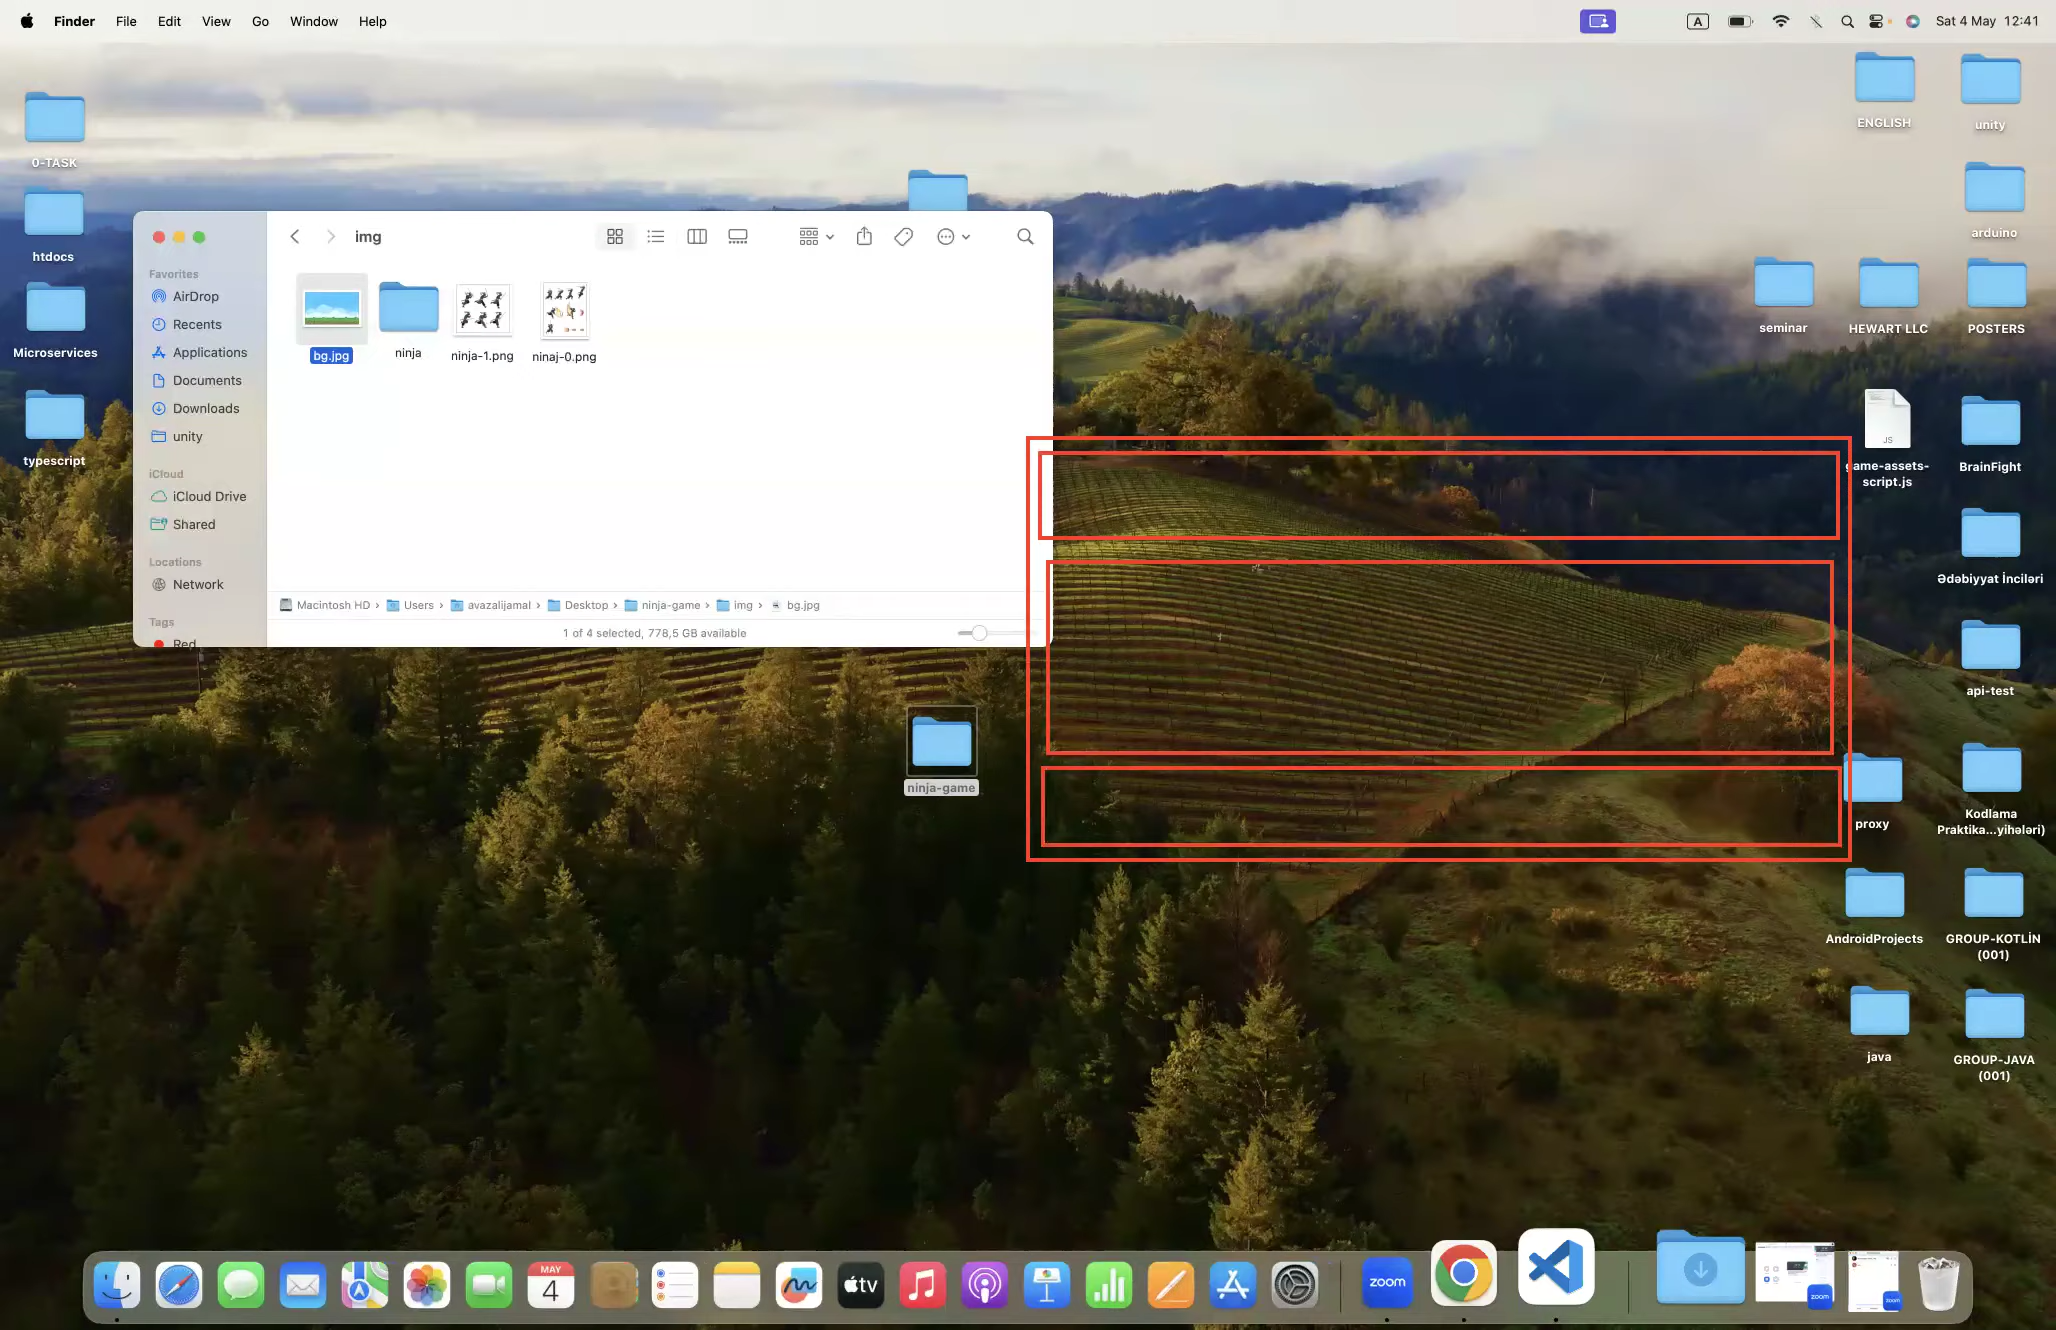 Finder File Edit View Go Window Help
A
Sat 4 May 12:41
0-TASK
htdocs
Microservices
typescript
img
Favorites
AirDrop
Recents
Applications
Documents
Downloads
unity
iCloud
iCloud Drive
Shared
Locations
Network
Tags
Red
bg.jpg
ninja
ninja-1.png
ninaj-0.png
Macintosh HD › Users › avazalijamal › Desktop › ninja-game › img › bg.jpg
1 of 4 selected, 778,5 GB available
ninja-game
ENGLISH
unity
arduino
seminar
HEWART LLC
POSTERS
JS
game-assets-
script.js
BrainFight
Ədəbiyyat İnciləri
api-test
proxy
Kodlama
Praktika...yihələri)
AndroidProjects
GROUP-KOTLİN
(001)
java
GROUP-JAVA
(001)
MAY
4
tv
zoom
zoom
zoom